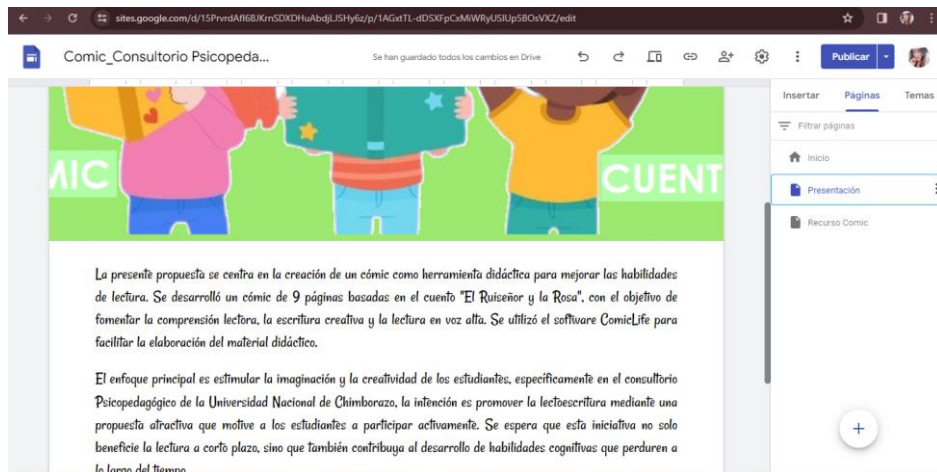 sites.google.com/d/15PrvrdAfI6BJKrnSDXDHuAbdjLJSHy6z/p/1AGxtTL-dDSXFpCxMiWRyUSIUpSBOsVXZ/edit
Comic_Consultorio Psicopeda...
Se han guardado todos los cambios en Drive
Publicar
Insertar Páginas Temas
Filtrar páginas
Inicio
Presentación
Recurso Comic
MIC
CUENT
La presente propuesta se centra en la creación de un cómic como herramienta didáctica para mejorar las habilidades
de lectura. Se desarrolló un cómic de 9 páginas basadas en el cuento "El Ruiseñor y la Rosa", con el objetivo de
fomentar la comprensión lectora, la escritura creativa y la lectura en voz alta. Se utilizó el software ComicLife para
facilitar la elaboración del material didáctico.
El enfoque principal es estimular la imaginación y la creatividad de los estudiantes, específicamente en el consultorio
Psicopedagógico de la Universidad Nacional de Chimborazo, la intención es promover la lectoescritura mediante una
propuesta atractiva que motive a los estudiantes a participar activamente. Se espera que esta iniciativa no solo
beneficie la lectura a corto plazo, sino que también contribuya al desarrollo de habilidades cognitivas que perduren a
lo largo del tiempo.